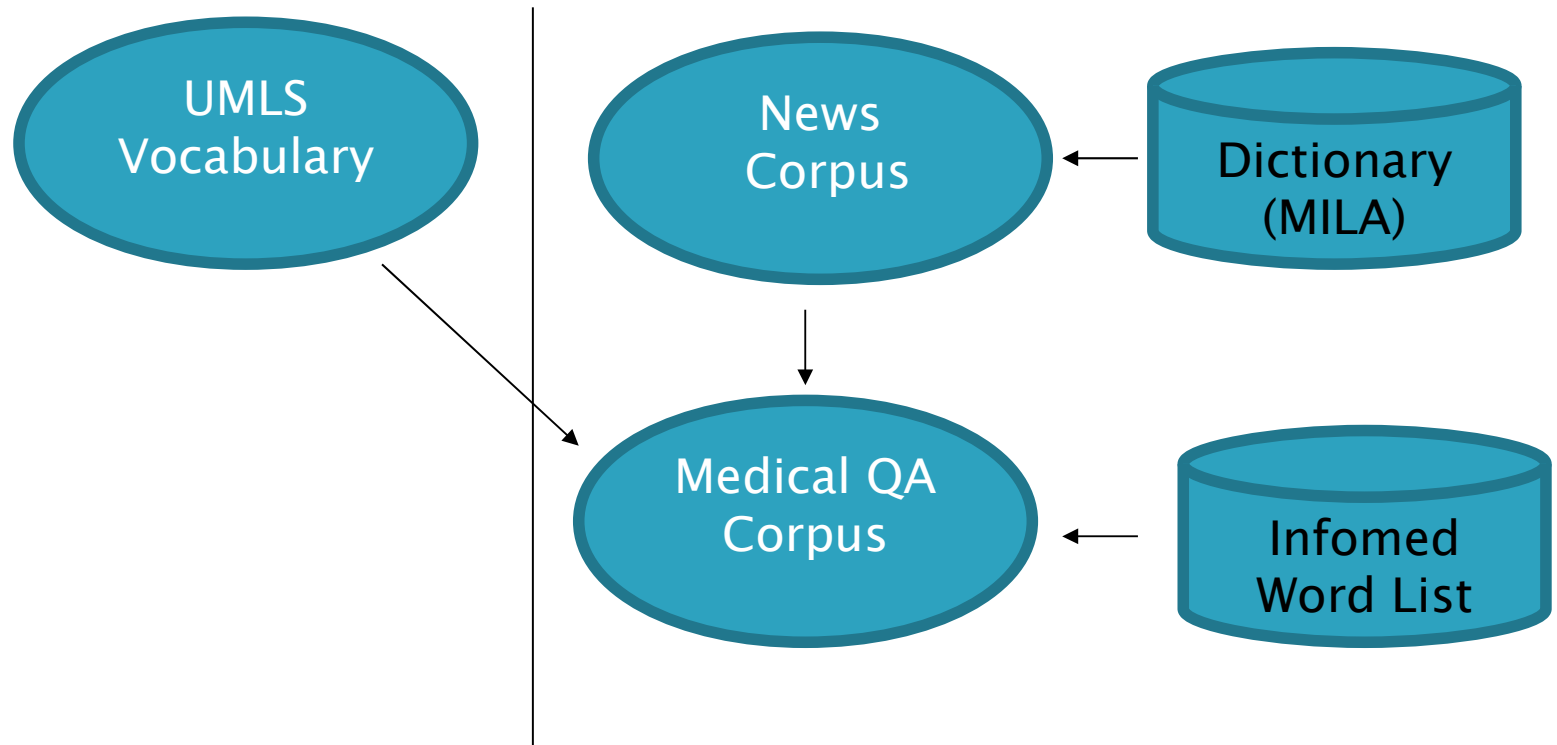 UMLS
Vocabulary
News
Corpus
Dictionary
(MILA)
Medical QA
Corpus
Infomed
Word List